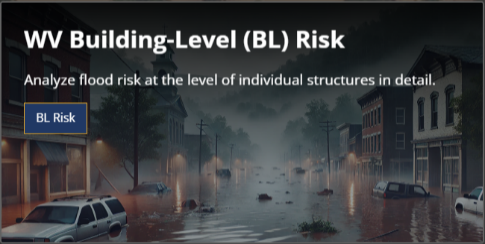 WV Building-Level (BL) Risk
Analyze flood risk at the level of individual structures in detail.
BL Risk